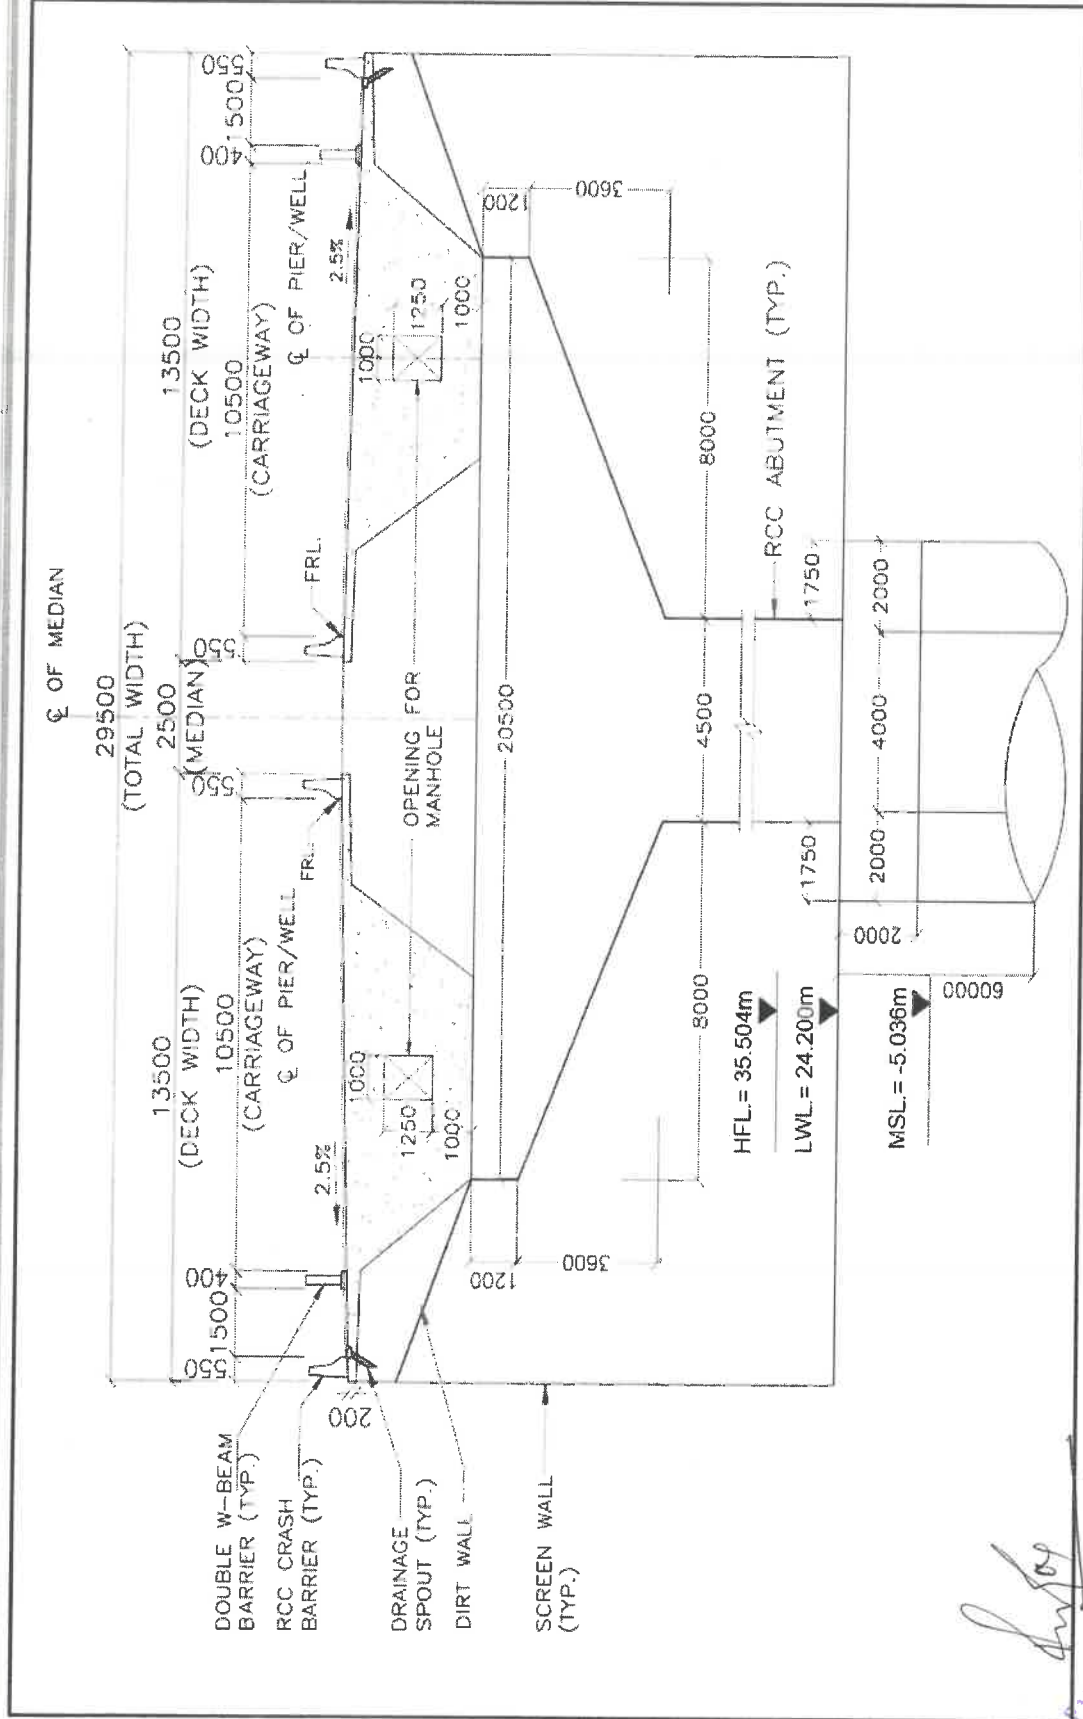 ℄ OF MEDIAN
29500
(TOTAL WIDTH)
13500
(DECK WIDTH)
2500
(MEDIAN)
13500
(DECK WIDTH)
550
1500
400
10500
(CARRIAGEWAY)
550
550
10500
(CARRIAGEWAY)
400
1500
550
℄ OF PIER/WELL
℄ OF PIER/WELL
2.5%
FRL.
FRL.
2.5%
DOUBLE W-BEAM
BARRIER (TYP.)
RCC CRASH
BARRIER (TYP.)
200
DRAINAGE
SPOUT (TYP.)
DIRT WALL
SCREEN WALL
(TYP.)
1000
1250
1000
OPENING FOR
MANHOLE
1000
1250
1000
1200
3600
20500
1200
3600
8000
4500
8000
RCC ABUTMENT (TYP.)
HFL.= 35.504m
LWL.= 24.200m
MSL.= -5.036m
1750
1750
2000
4000
2000
2000
60000